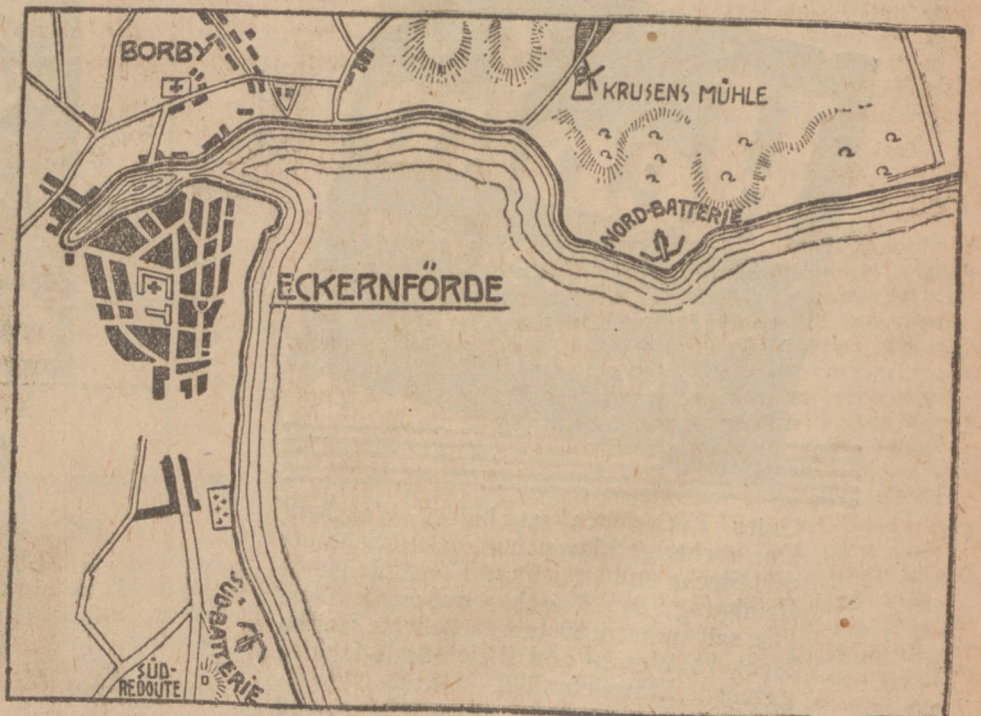 BORBY
KRUSENS MÜHLE
NORD-BATTERIE
ECKERNFÖRDE
SÜD-BATTERIE
SÜD-
REDOUTE